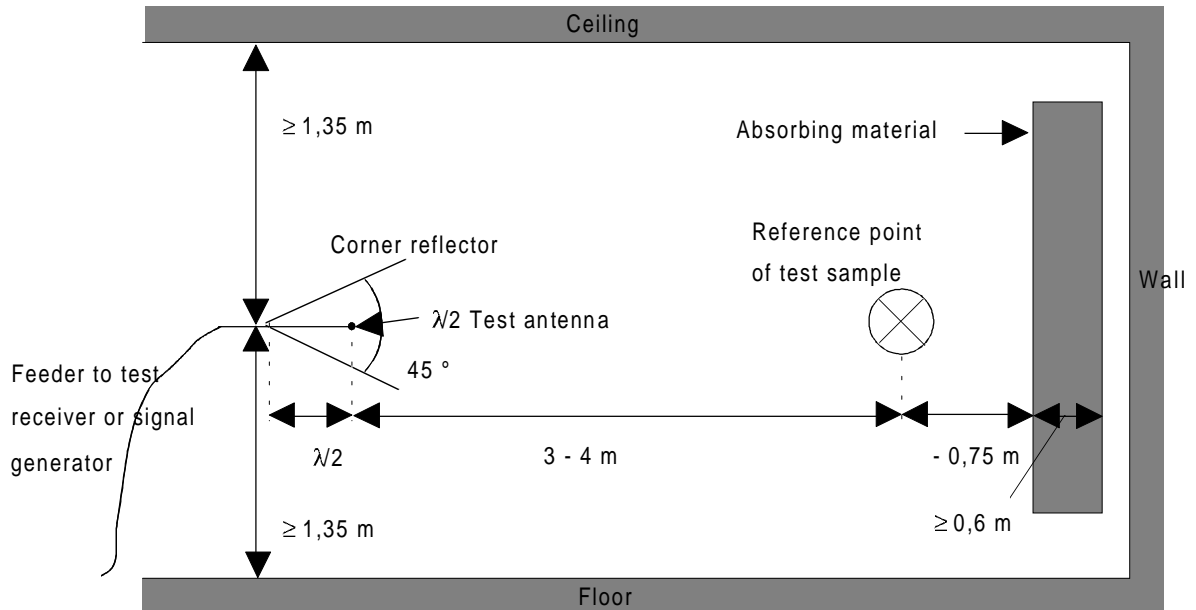 Ceiling
≥ 1,35 m
Absorbing material
Corner reflector
Reference point
of test sample
Wall
λ/2 Test antenna
45 °
Feeder to test
receiver or signal
generator
λ/2
3 - 4 m
- 0,75 m
≥ 0,6 m
≥ 1,35 m
Floor